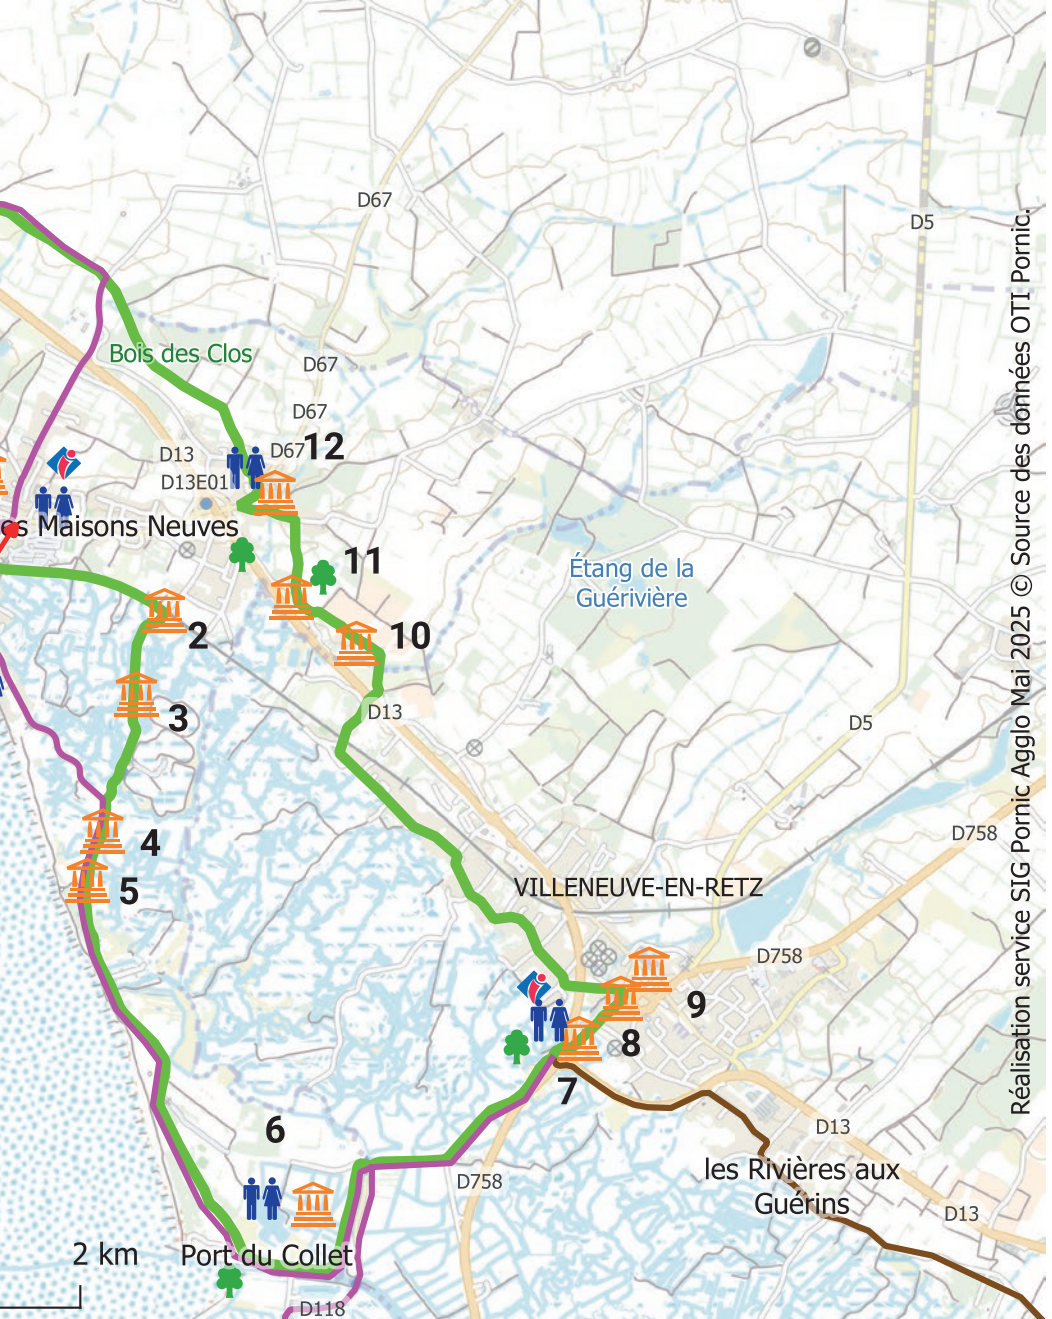 D67
D5
Bois des Clos
D67
D67
D67
12
D13
D13E01
es Maisons Neuves
11
Étang de la
Guérivière
2
10
3
D13
D5
4
D758
5
VILLENEUVE-EN-RETZ
D758
9
8
7
6
D13
les Rivières aux
Guérins
D758
D13
2 km
Port du Collet
D118
Réalisation service SIG Pornic Agglo Mai 2025 © Source des données OTI Pornic.